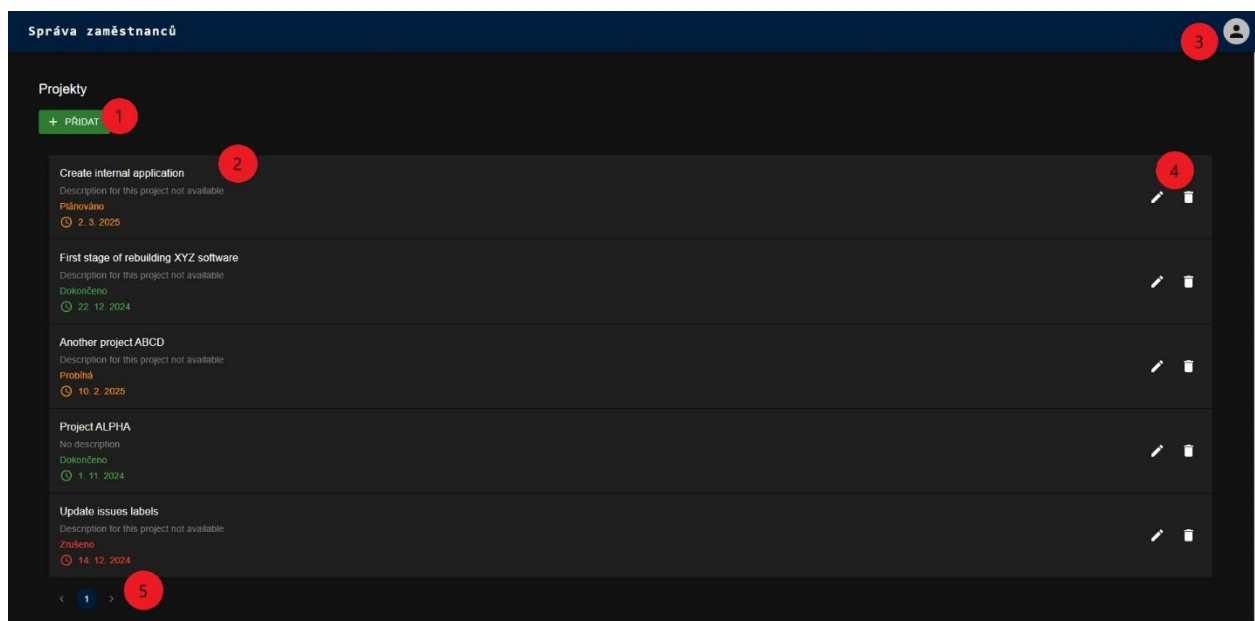 Správa zaměstnanců
3
Projekty
+ PŘIDAT
1
2
Create internal application
Description for this project not available
Plánováno
2. 3. 2025
4
First stage of rebuilding XYZ software
Description for this project not available
Dokončeno
22. 12. 2024
Another project ABCD
Description for this project not available
Probíhá
10. 2. 2025
Project ALPHA
No description
Dokončeno
1. 11. 2024
Update issues labels
Description for this project not available
Zrušeno
14. 12. 2024
< 1 >
5